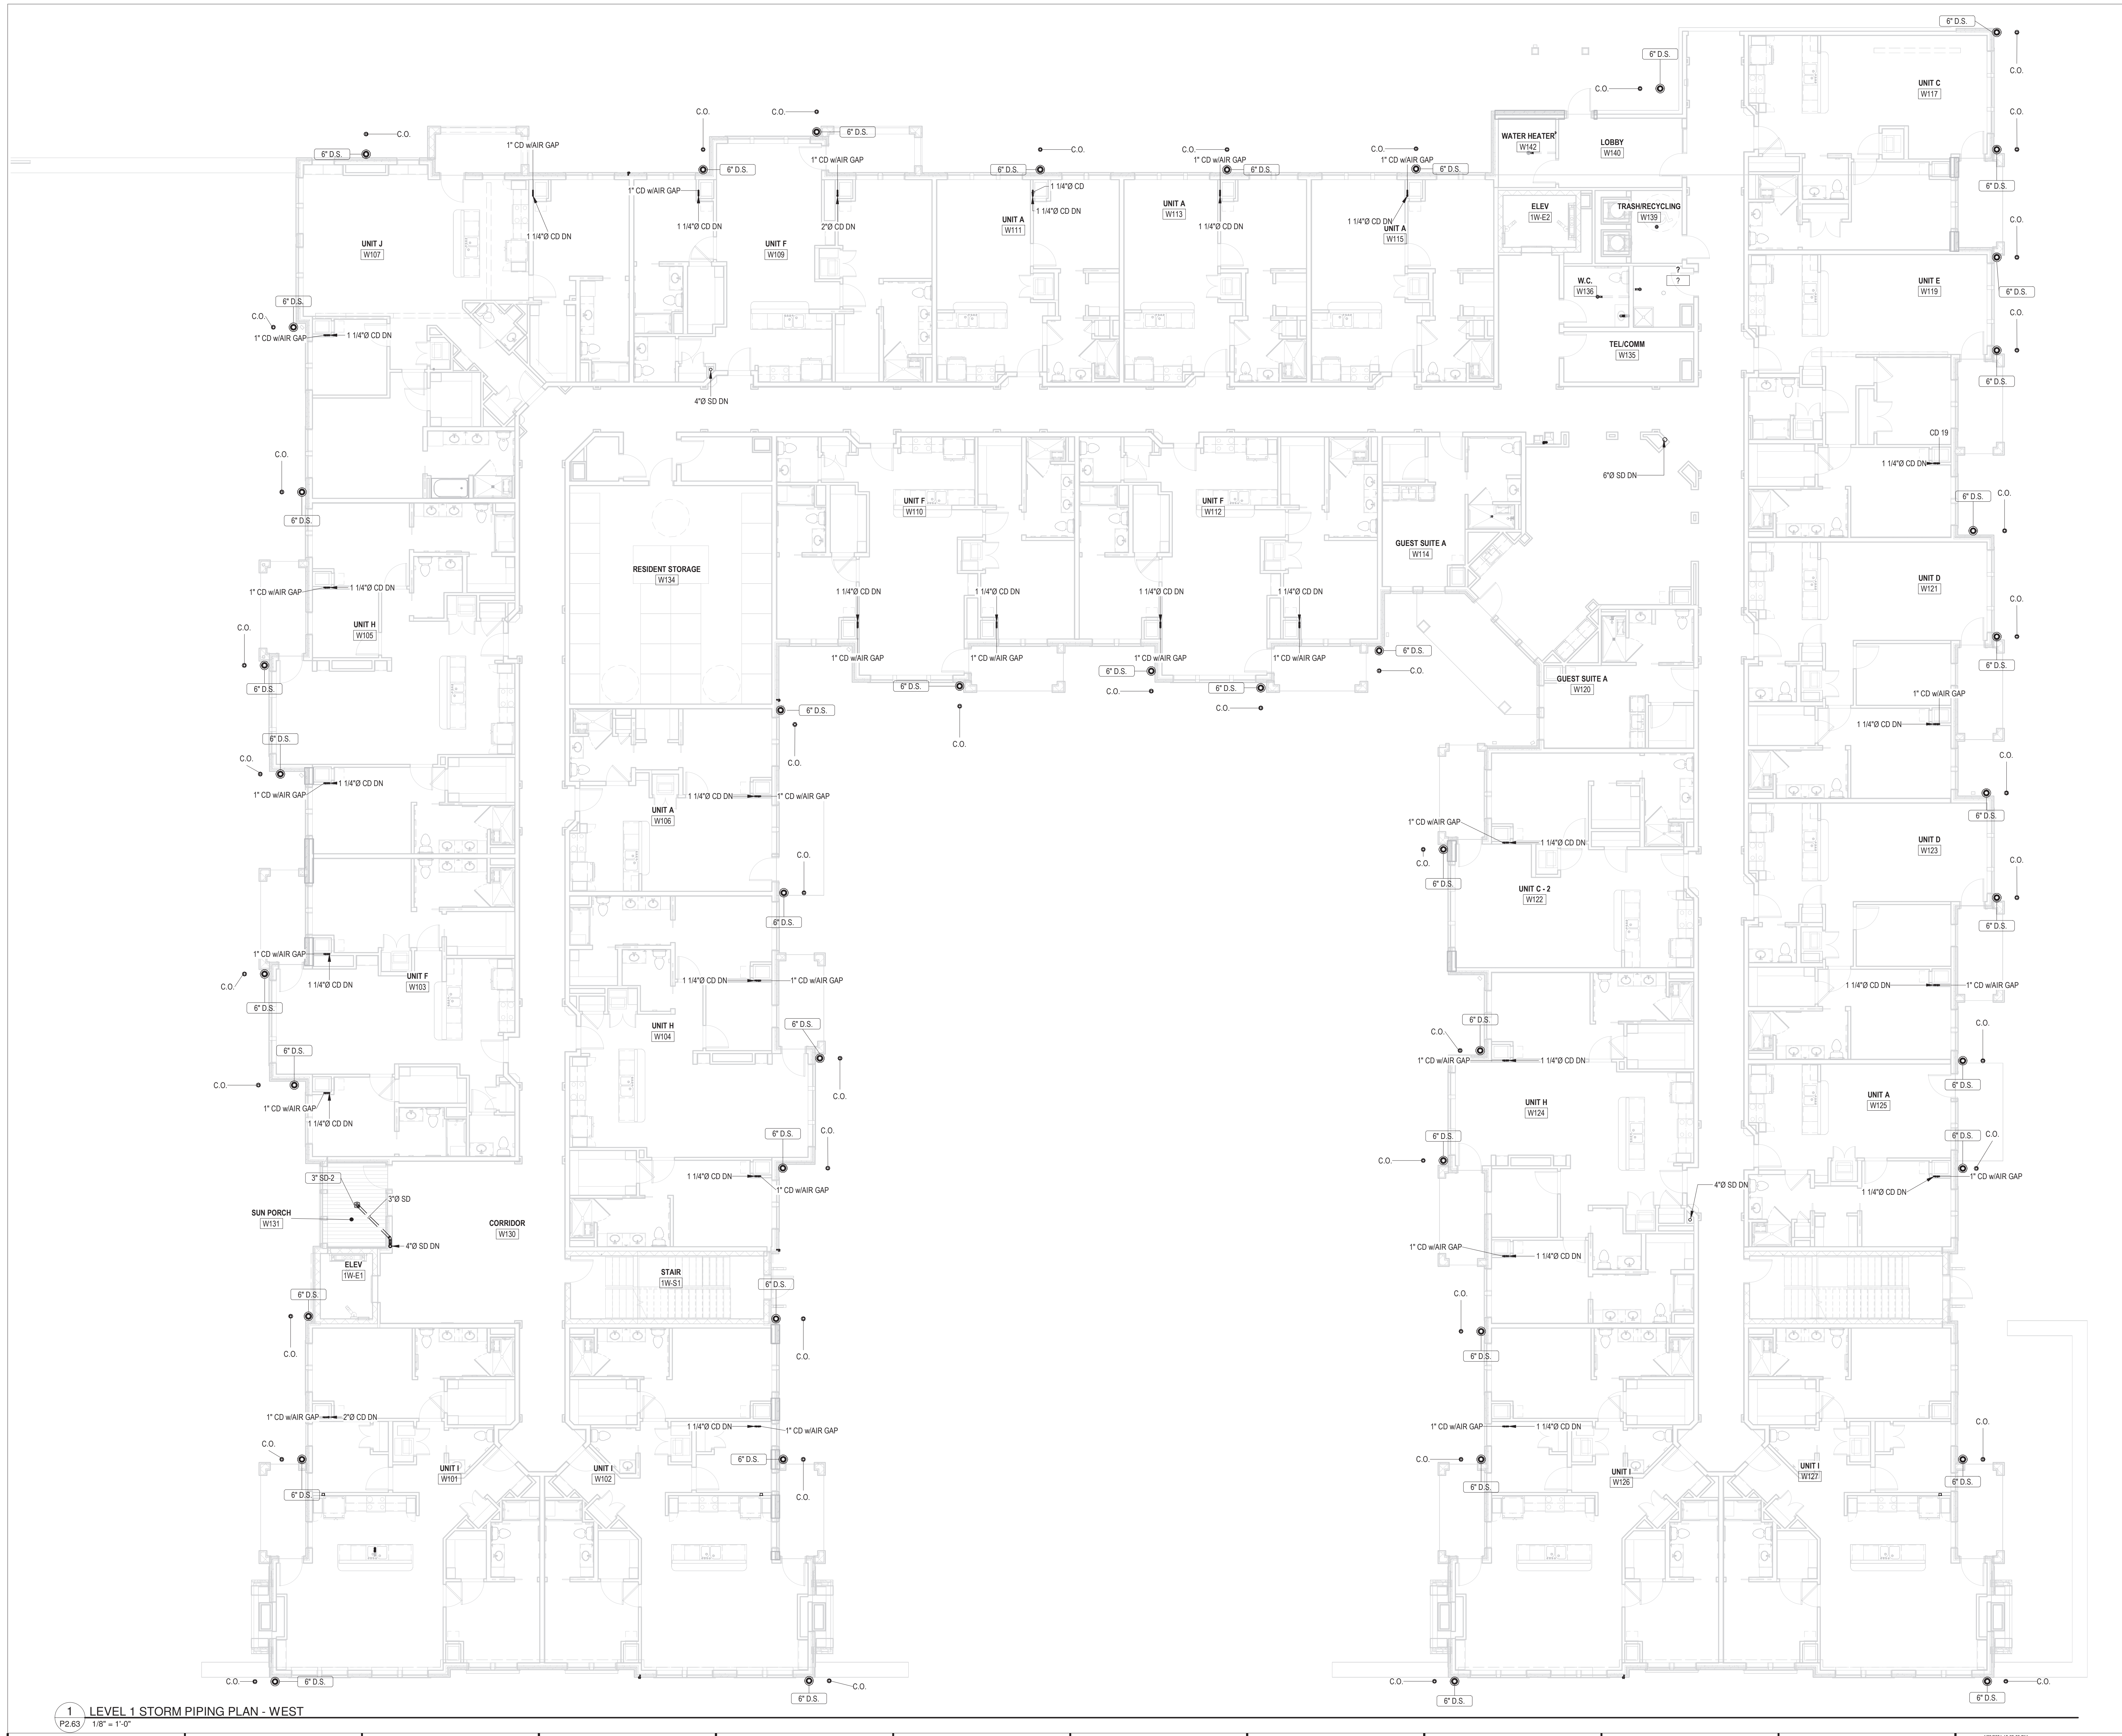 6" D.S.
6" D.S.
C.O.
UNIT C
W117
C.O.
C.O.
6" D.S.
C.O.
C.O.
C.O.
6" D.S.
6" D.S.
1" CD w/AIR GAP
6" D.S.
1" CD w/AIR GAP
1 1/4"Ø CD DN
1 1/4"Ø CD DN
1" CD w/AIR GAP
2"Ø CD DN
UNIT J
W107
UNIT F
W109
C.O.
6" D.S.
1 1/4"Ø CD
1 1/4"Ø CD DN
UNIT A
W111
C.O.
1" CD w/AIR GAP
6" D.S.
UNIT A
W113
1 1/4"Ø CD DN
C.O.
1" CD w/AIR GAP
6" D.S.
1 1/4"Ø CD DN
UNIT A
W115
WATER HEATER
W142
LOBBY
W140
ELEV
1W-E2
TRASH/RECYCLING
W139
?
?
W.C.
W136
TEL/COMM
W135
C.O.
6" D.S.
UNIT E
W119
C.O.
6" D.S.
6" D.S.
C.O.
1" CD w/AIR GAP
1 1/4"Ø CD DN
4"Ø SD DN
CD 19
1 1/4"Ø CD DN
6"Ø SD DN
C.O.
6" D.S.
6" D.S.
C.O.
UNIT F
W110
UNIT F
W112
GUEST SUITE A
W114
RESIDENT STORAGE
W134
UNIT D
W121
C.O.
6" D.S.
1" CD w/AIR GAP
1 1/4"Ø CD DN
UNIT H
W105
1 1/4"Ø CD DN
1 1/4"Ø CD DN
1 1/4"Ø CD DN
1 1/4"Ø CD DN
1" CD w/AIR GAP
1" CD w/AIR GAP
1" CD w/AIR GAP
1" CD w/AIR GAP
6" D.S.
C.O.
6" D.S.
6" D.S.
6" D.S.
C.O.
C.O.
C.O.
GUEST SUITE A
W120
1" CD w/AIR GAP
1 1/4"Ø CD DN
C.O.
6" D.S.
6" D.S.
C.O.
6" D.S.
C.O.
1" CD w/AIR GAP
1 1/4"Ø CD DN
1 1/4"Ø CD DN
1" CD w/AIR GAP
UNIT A
W106
C.O.
6" D.S.
C.O.
6" D.S.
1" CD w/AIR GAP
1 1/4"Ø CD DN
C.O.
6" D.S.
UNIT C - 2
W122
UNIT D
W123
C.O.
6" D.S.
1" CD w/AIR GAP
1 1/4"Ø CD DN
UNIT F
W103
C.O.
6" D.S.
1 1/4"Ø CD DN
1" CD w/AIR GAP
UNIT H
W104
1 1/4"Ø CD DN
1" CD w/AIR GAP
6" D.S.
C.O.
6" D.S.
C.O.
6" D.S.
C.O.
1" CD w/AIR GAP
1 1/4"Ø CD DN
C.O.
6" D.S.
1" CD w/AIR GAP
1 1/4"Ø CD DN
UNIT H
W124
UNIT A
W125
6" D.S.
C.O.
6" D.S.
C.O.
1 1/4"Ø CD DN
1" CD w/AIR GAP
6" D.S.
C.O.
6" D.S.
C.O.
1 1/4"Ø CD DN
1" CD w/AIR GAP
3" SD-2
3"Ø SD
SUN PORCH
W131
4"Ø SD DN
CORRIDOR
W130
4"Ø SD DN
1" CD w/AIR GAP
1 1/4"Ø CD DN
ELEV
1W-E1
STAIR
1W-S1
6" D.S.
C.O.
6" D.S.
C.O.
C.O.
6" D.S.
1" CD w/AIR GAP
2"Ø CD DN
1 1/4"Ø CD DN
1" CD w/AIR GAP
1" CD w/AIR GAP
1 1/4"Ø CD DN
C.O.
6" D.S.
UNIT I
W101
UNIT I
W102
6" D.S.
C.O.
C.O.
6" D.S.
UNIT I
W126
UNIT I
W127
C.O.
6" D.S.
C.O.
6" D.S.
6" D.S.
C.O.
C.O.
6" D.S.
6" D.S.
C.O.
1
P2.63
LEVEL 1 STORM PIPING PLAN - WEST
1/8" = 1'-0"